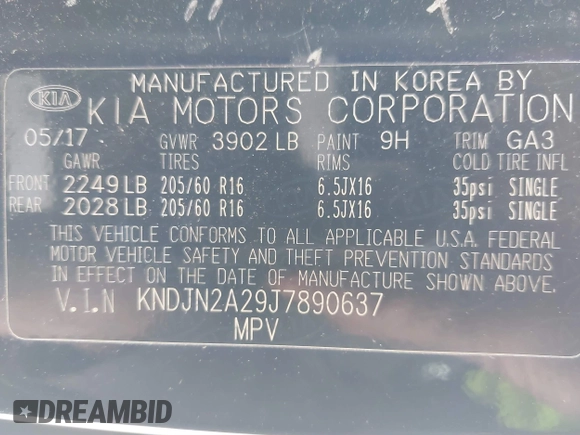 MANUFACTURED IN KOREA BY
KIA KIA MOTORS CORPORATION
05/17 GVWR 3902 LB PAINT 9H TRIM GA3
GAWR TIRES RIMS COLD TIRE INFL
FRONT 2249 LB 205/60 R16 6.5JX16 35psi SINGLE
REAR 2028 LB 205/60 R16 6.5JX16 35psi SINGLE
THIS VEHICLE CONFORMS TO ALL APPLICABLE U.S.A. FEDERAL
MOTOR VEHICLE SAFETY AND THEFT PREVENTION STANDARDS
IN EFFECT ON THE DATE OF MANUFACTURE SHOWN ABOVE.
V.I.N KNDJN2A29J7890637
MPV
DREAMBID